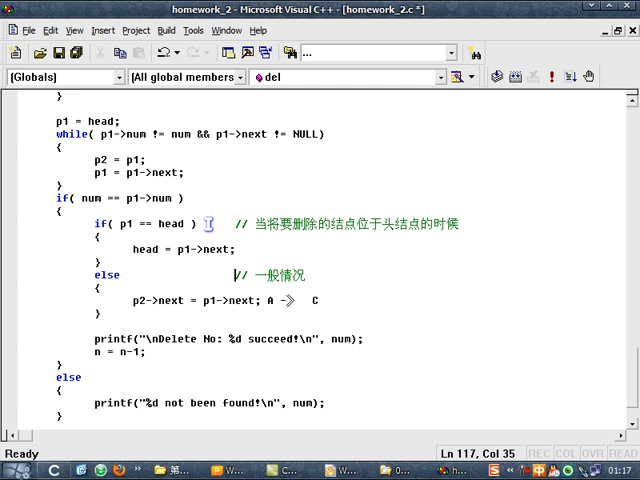 homework_2 - Microsoft Visual C++ - [homework_2.c *]
File Edit View Insert Project Build Tools Window Help
...
(Globals) (All global members del
}
p1 = head;
while( p1->num != num && p1->next != NULL)
{
p2 = p1;
p1 = p1->next;
}
if( num == p1->num )
{
if( p1 == head ) // 当将要删除的结点位于头结点的时候
{
head = p1->next;
}
else // 一般情况
{
p2->next = p1->next; A -> C
}
printf("\nDelete No: %d succeed!\n", num);
n = n-1;
}
else
{
printf("%d not been found!\n", num);
}
Ready Ln 117, Col 35 REC COL OVR READ
C 第... W... C... W... 0... h... 中 01:17